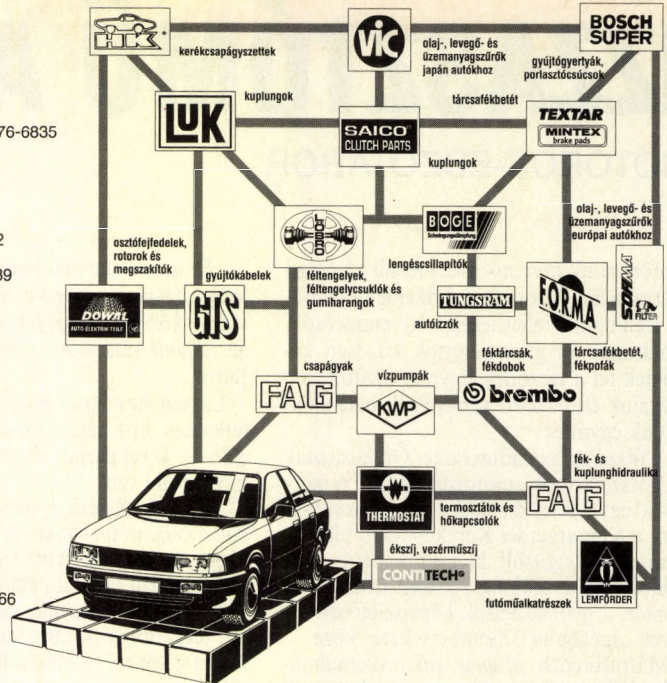 HK
kerékcsapágyszettek
VIC
olaj-, levegő- és
üzemanyagszűrők
japán autókhoz
BOSCH
SUPER
gyújtógyertyák,
porlasztócsúcsok
LUK
kuplungok
76-6835
SAICO®
CLUTCH PARTS
kuplungok
tárcsafékbetét
TEXTAR
MINTEX
brake pads
2
39
osztófejfedelek,
rotorok és
megszakítók
DOWAL
AUTO-ELEKTRIK-TEILE
gyújtókábelek
GTS
LÖBRO
féltengelyek,
féltengelycsuklók és
gumiharangok
BOGE
Schwingungsdämpfung
lengéscsillapítók
TUNGSRAM
autóizzók
olaj-, levegő- és
üzemanyagszűrők
európai autókhoz
F.ORMA
SORMA
FILTER
tárcsafékbetét,
fékpofák
csapágyak
FAG
vízpumpák
KWP
féktárcsák,
fékdobok
brembo
THERMOSTAT
termosztátok és
hőkapcsolók
fék- és
kuplunghidraulika
FAG
ékszíj, vezérműszíj
CONTITECH®
LEMFÖRDER
futóműalkatrészek
66